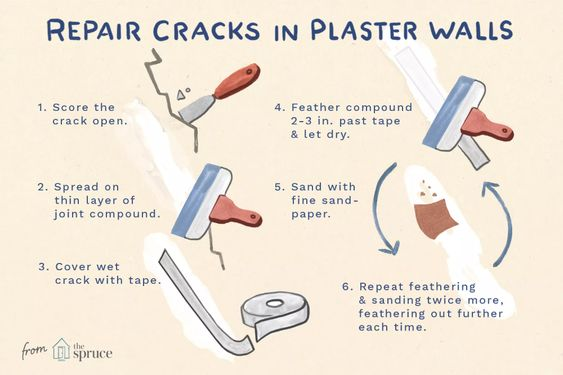 REPAIR CRACKS IN PLASTER WALLS
1. Score the
crack open.
2. Spread on
thin layer of
joint compound.
3. Cover wet
crack with tape.
4. Feather compound
2-3 in. past tape
& let dry.
5. Sand with
fine sand-
paper.
6. Repeat feathering
& sanding twice more,
feathering out further
each time.
from the
spruce